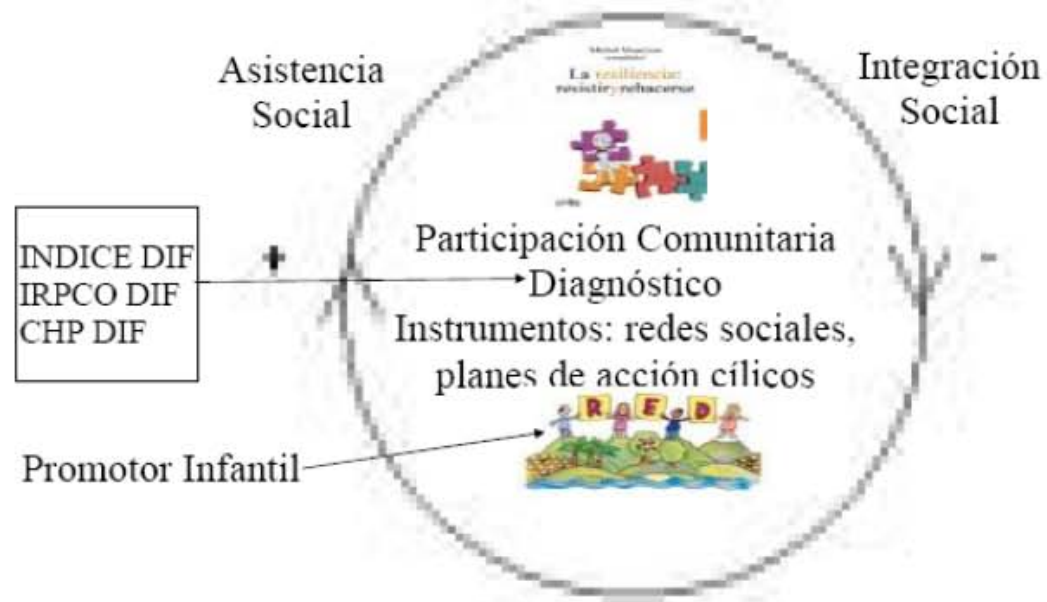 Asistencia
Social
Integración
Social
La resiliencia:
resistir y rehacerse
INDICE DIF
IRPCO DIF
CHP DIF
+
-
Participación Comunitaria
Diagnóstico
Instrumentos: redes sociales,
planes de acción cílicos
RED
Promotor Infantil